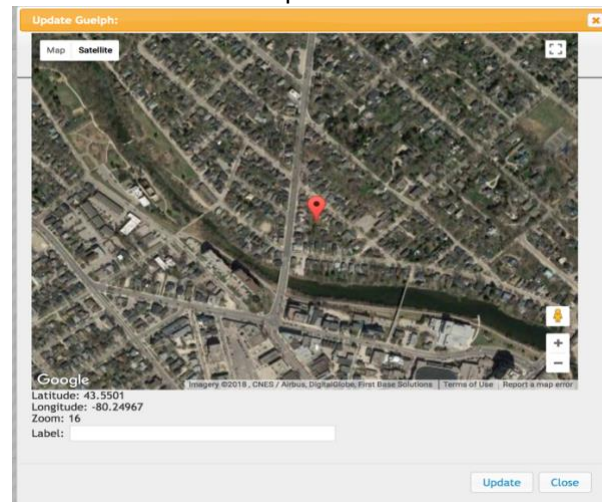 Update Guelph:
Map Satellite
Google
Imagery ©2018 , CNES / Airbus, DigitalGlobe, First Base Solutions Terms of Use Report a map error
Latitude: 43.5501
Longitude: -80.24967
Zoom: 16
Label:
Update Close